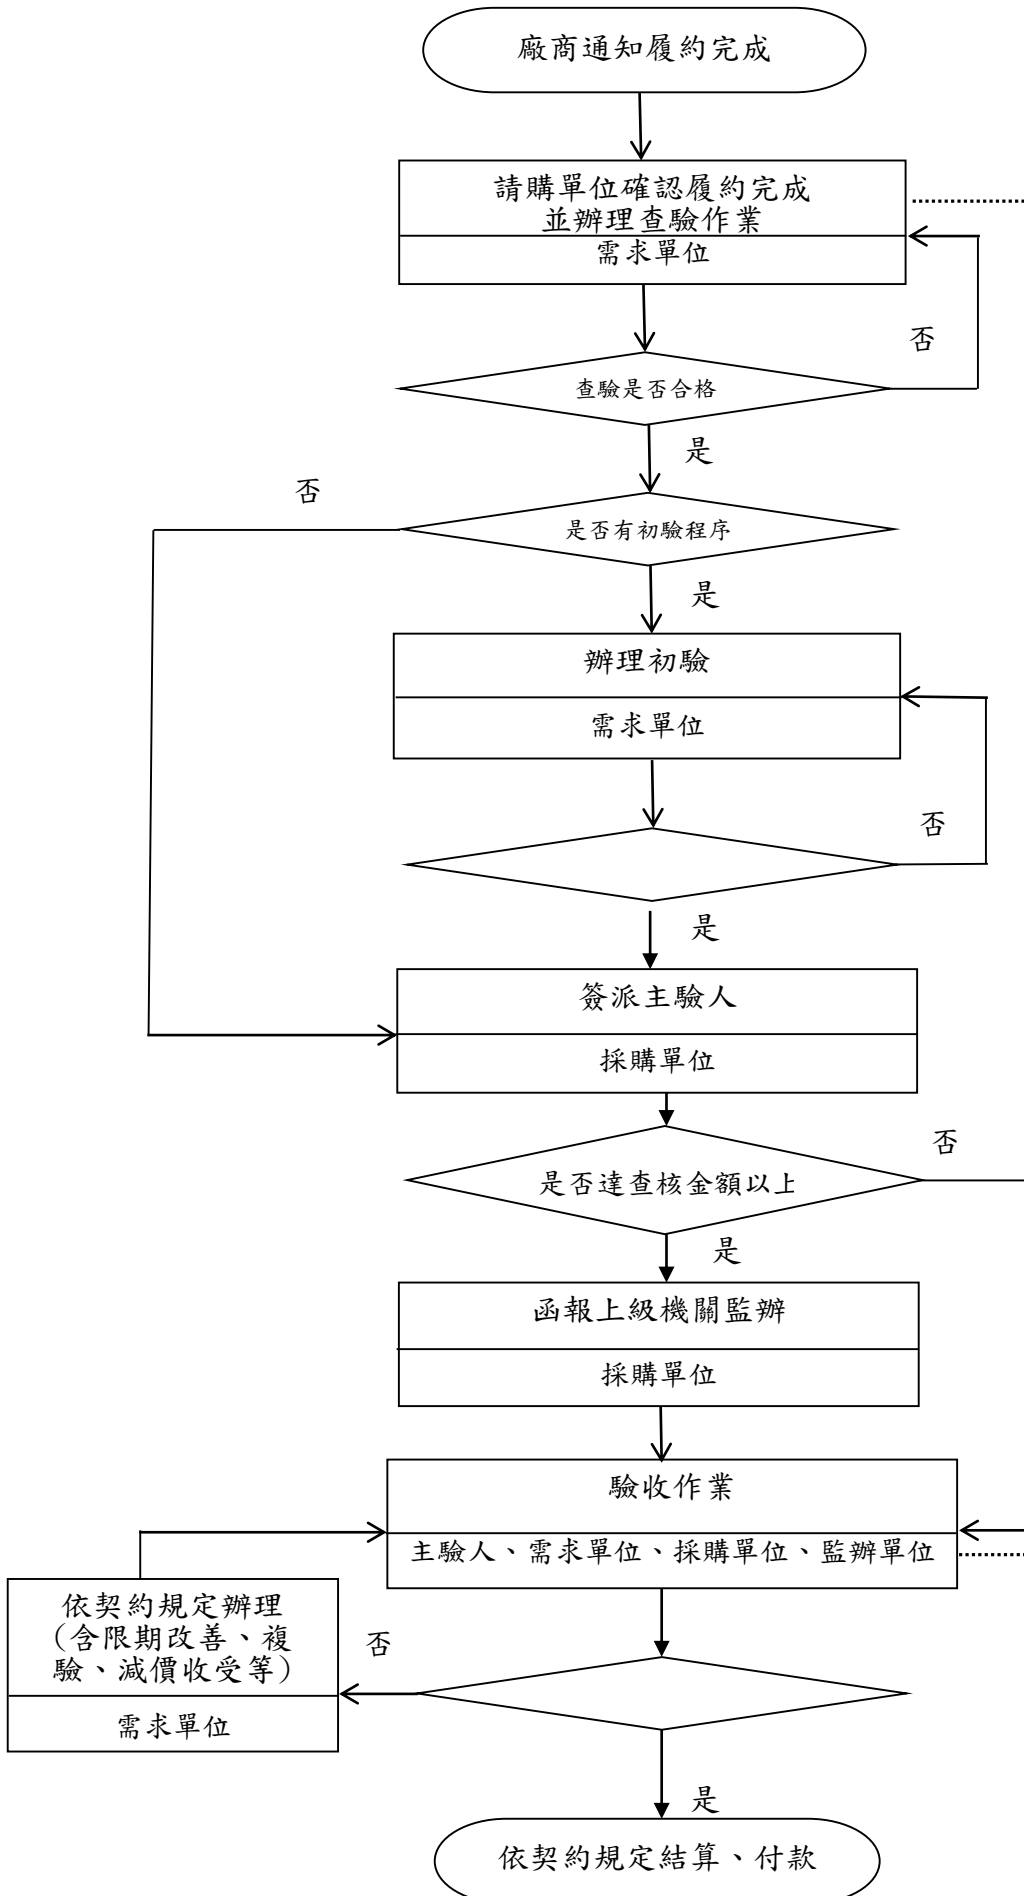 廠商通知履約完成
請購單位確認履約完成
並辦理查驗作業
需求單位
否
查驗是否合格
是
否
是否有初驗程序
是
辦理初驗
需求單位
否
是
簽派主驗人
採購單位
否
是否達查核金額以上
是
函報上級機關監辦
採購單位
驗收作業
主驗人、需求單位、採購單位、監辦單位
依契約規定辦理
（含限期改善、複
驗、減價收受等）
否
需求單位
是
依契約規定結算、付款